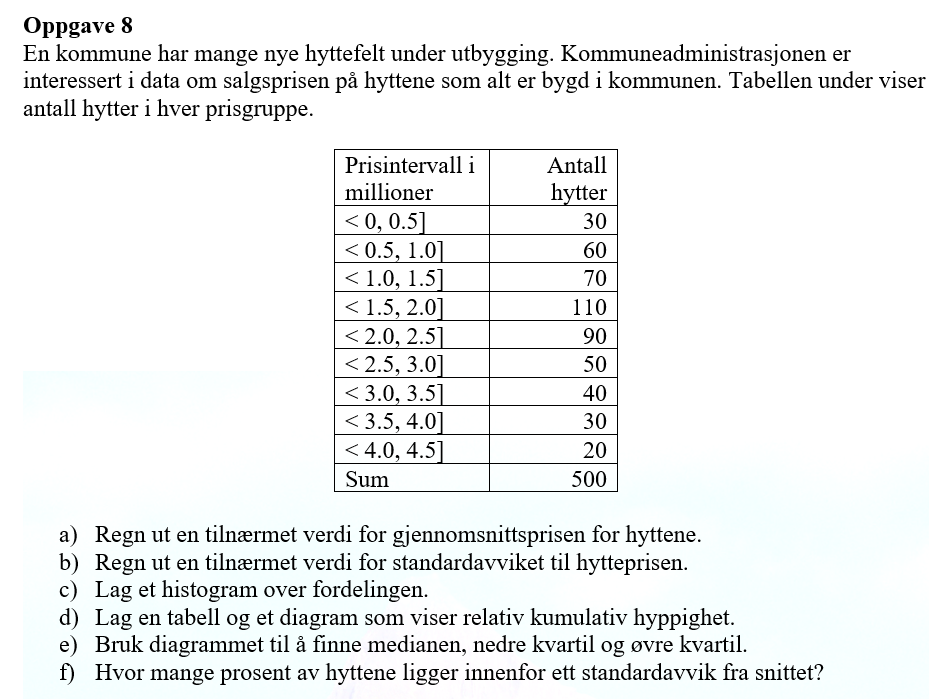 Oppgave 8
En kommune har mange nye hyttefelt under utbygging. Kommuneadministrasjonen er
interessert i data om salgsprisen på hyttene som alt er bygd i kommunen. Tabellen under viser
antall hytter i hver prisgruppe.
Prisintervall i millioner Antall hytter
< 0, 0.5] 30
< 0.5, 1.0] 60
< 1.0, 1.5] 70
< 1.5, 2.0] 110
< 2.0, 2.5] 90
< 2.5, 3.0] 50
< 3.0, 3.5] 40
< 3.5, 4.0] 30
< 4.0, 4.5] 20
Sum 500
a) Regn ut en tilnærmet verdi for gjennomsnittsprisen for hyttene.
b) Regn ut en tilnærmet verdi for standardavviket til hytteprisen.
c) Lag et histogram over fordelingen.
d) Lag en tabell og et diagram som viser relativ kumulativ hyppighet.
e) Bruk diagrammet til å finne medianen, nedre kvartil og øvre kvartil.
f) Hvor mange prosent av hyttene ligger innenfor ett standardavvik fra snittet?